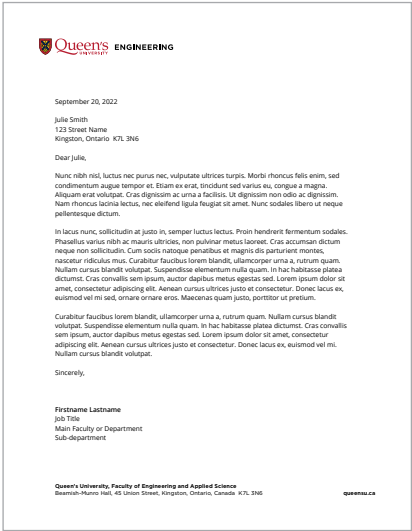 Queen's UNIVERSITY ENGINEERING
September 20, 2022
Julie Smith
123 Street Name
Kingston, Ontario K7L 3N6
Dear Julie,
Nunc nibh nisl, luctus nec purus nec, vulputate ultrices turpis. Morbi rhoncus felis enim, sed
condimentum augue tempor et. Etiam ex erat, tincidunt sed varius eu, congue a magna.
Aliquam erat volutpat. Cras dignissim ac urna a facilisis. Ut dignissim non odio ac dignissim.
Nam rhoncus lacinia lectus, nec eleifend ligula feugiat sit amet. Nunc sodales libero ut neque
pellentesque dictum.
In lacus nunc, sollicitudin at justo in, semper luctus lectus. Proin hendrerit fermentum sodales.
Phasellus varius nibh ac mauris ultricies, non pulvinar metus laoreet. Cras accumsan dictum
neque non sollicitudin. Cum sociis natoque penatibus et magnis dis parturient montes,
nascetur ridiculus mus. Curabitur faucibus lorem blandit, ullamcorper urna a, rutrum quam.
Nullam cursus blandit volutpat. Suspendisse elementum nulla quam. In hac habitasse platea
dictumst. Cras convallis sem ipsum, auctor dapibus metus egestas sed. Lorem ipsum dolor sit
amet, consectetur adipiscing elit. Aenean cursus ultrices justo et consectetur. Donec lacus ex,
euismod vel mi sed, ornare ornare eros. Maecenas quam justo, porttitor ut pretium.
Curabitur faucibus lorem blandit, ullamcorper urna a, rutrum quam. Nullam cursus blandit
volutpat. Suspendisse elementum nulla quam. In hac habitasse platea dictumst. Cras convallis
sem ipsum, auctor dapibus metus egestas sed. Lorem ipsum dolor sit amet, consectetur
adipiscing elit. Aenean cursus ultrices justo et consectetur. Donec lacus ex, euismod vel mi.
Nullam cursus blandit volutpat.
Sincerely,
Firstname Lastname
Job Title
Main Faculty or Department
Sub-department
Queen's University, Faculty of Engineering and Applied Science
Beamish-Munro Hall, 45 Union Street, Kingston, Ontario, Canada K7L 3N6 queensu.ca